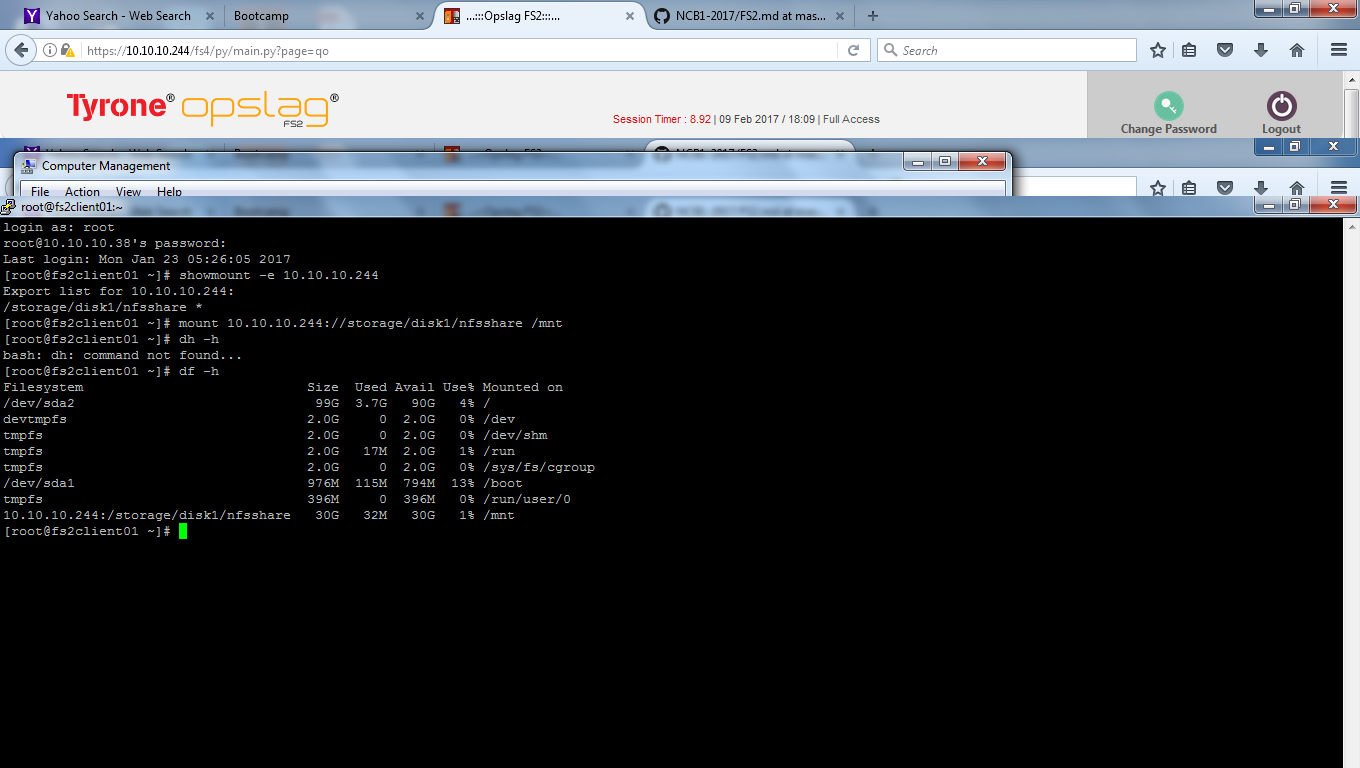 Yahoo Search - Web Search
Bootcamp
...:::Opslag FS2:::...
NCB1-2017/FS2.md at mas...
https://10.10.10.244/fs4/py/main.py?page=qo
Search
Tyrone® opslag®
FS2
Session Timer : 8.92 | 09 Feb 2017 / 18:09 | Full Access
Change Password
Logout
Computer Management
File Action View Help
root@fs2client01:~
login as: root
root@10.10.10.38's password:
Last login: Mon Jan 23 05:26:05 2017
[root@fs2client01 ~]# showmount -e 10.10.10.244
Export list for 10.10.10.244:
/storage/disk1/nfsshare *
[root@fs2client01 ~]# mount 10.10.10.244://storage/disk1/nfsshare /mnt
[root@fs2client01 ~]# dh -h
bash: dh: command not found...
[root@fs2client01 ~]# df -h
Filesystem Size Used Avail Use% Mounted on
/dev/sda2 99G 3.7G 90G 4% /
devtmpfs 2.0G 0 2.0G 0% /dev
tmpfs 2.0G 0 2.0G 0% /dev/shm
tmpfs 2.0G 17M 2.0G 1% /run
tmpfs 2.0G 0 2.0G 0% /sys/fs/cgroup
/dev/sda1 976M 115M 794M 13% /boot
tmpfs 396M 0 396M 0% /run/user/0
10.10.10.244:/storage/disk1/nfsshare 30G 32M 30G 1% /mnt
[root@fs2client01 ~]#